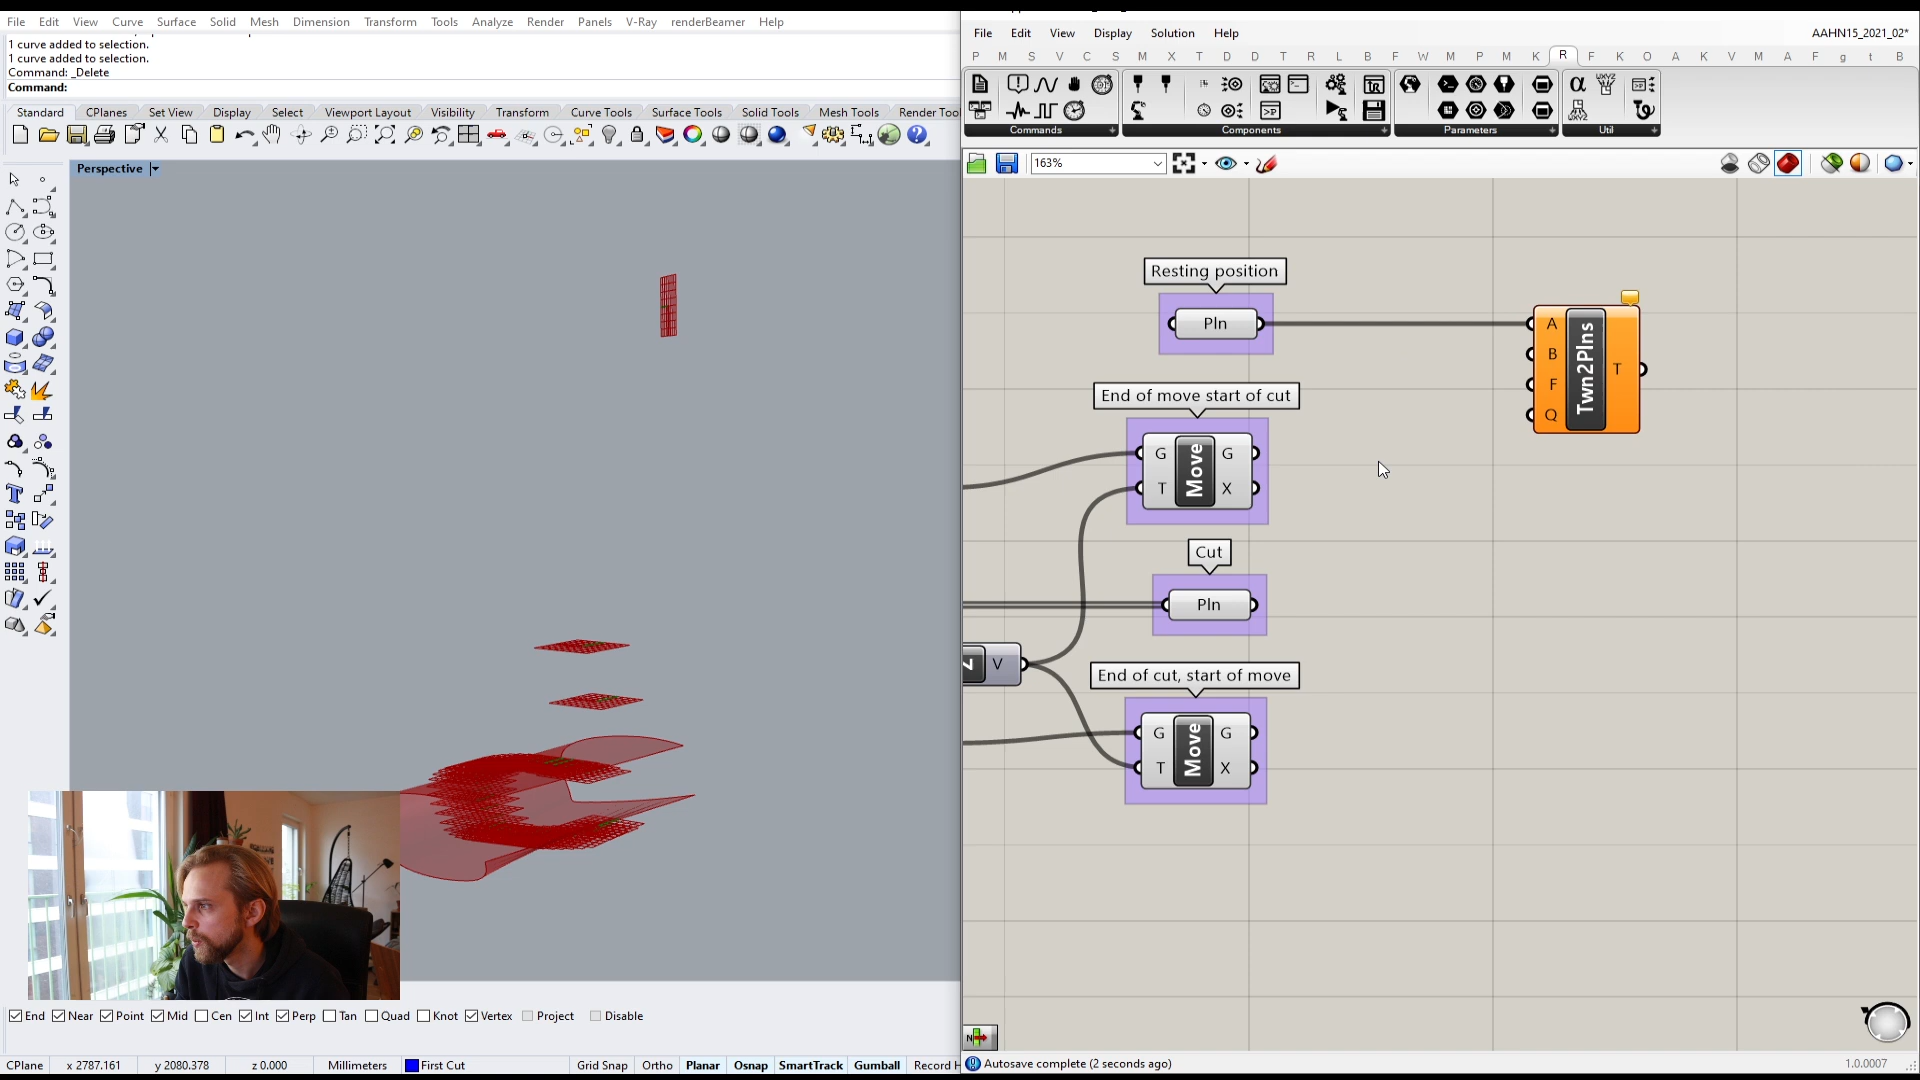 File Edit View Curve Surface Solid Mesh Dimension Transform Tools Analyze Render Panels V-Ray renderBeamer Help
1 curve added to selection.
1 curve added to selection.
Command: _Delete
Command:
Standard CPlanes Set View Display Select Viewport Layout Visibility Transform Curve Tools Surface Tools Solid Tools Mesh Tools Render Too
Perspective
End Near Point Mid Cen Int Perp Tan Quad Knot Vertex Project Disable
CPlane x 2787.161 y 2080.378 z 0.000 Millimeters First Cut Grid Snap Ortho Planar Osnap SmartTrack Gumball Record H
File Edit View Display Solution Help AAHN15_2021_02*
P M S V C S M X T D D T R L B F W M P M K R F K O A K V M A F g t B
Commands Components Parameters Util
163%
Resting position
Pln
A
B
F
Q
Twn2Plns
T
End of move start of cut
G
T
Move
G
X
Cut
Pln
V
End of cut, start of move
G
T
Move
G
X
Autosave complete (2 seconds ago)
1.0.0007